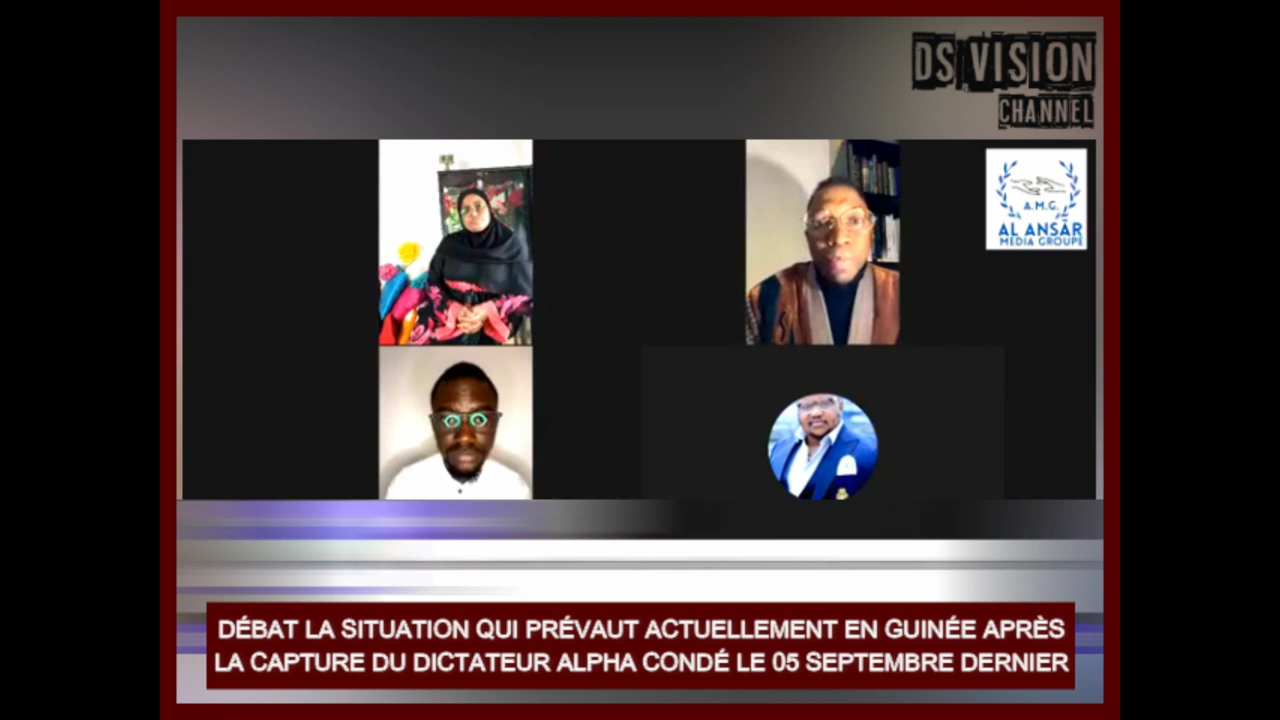 DS VISION
CHANNEL
A.M.G.
AL ANSĀR
MEDIA GROUPE
DÉBAT LA SITUATION QUI PRÉVAUT ACTUELLEMENT EN GUINÉE APRÈS
LA CAPTURE DU DICTATEUR ALPHA CONDÉ LE 05 SEPTEMBRE DERNIER